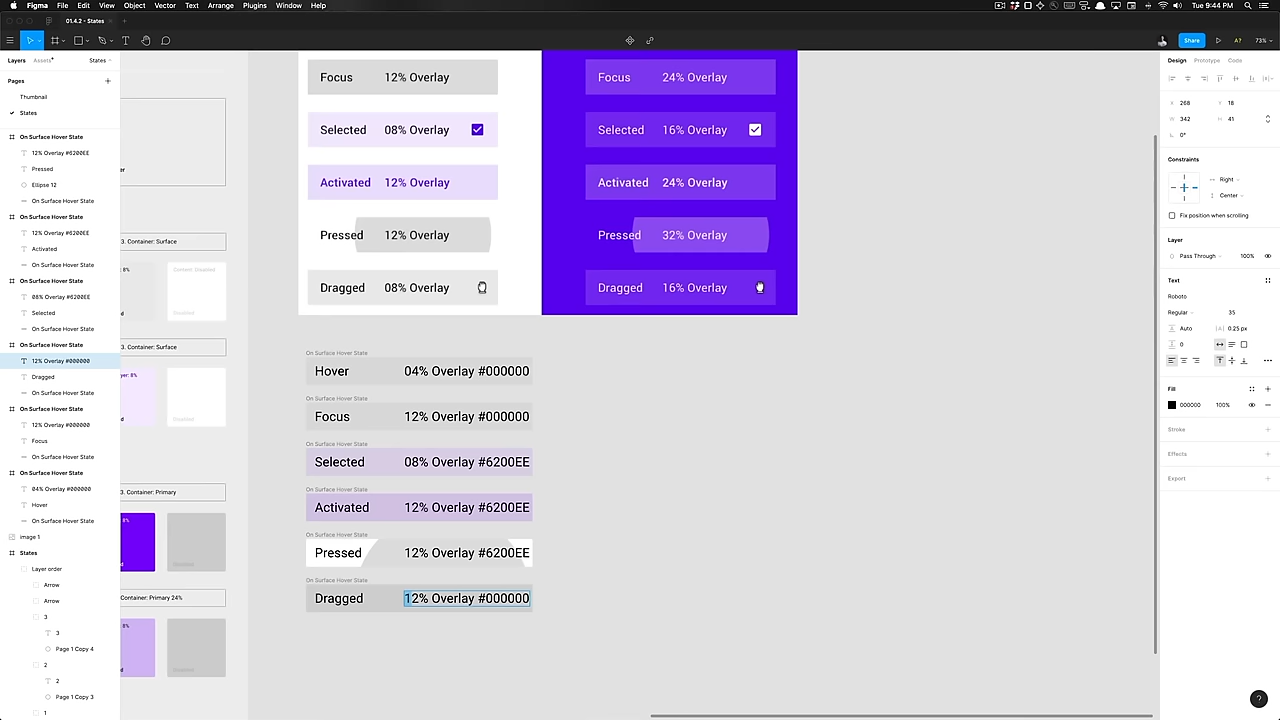 Figma File Edit View Object Vector Text Arrange Plugins Window Help
Tue 9:44 PM
01.4.2 - States
Share
A?
73%
Layers Assets States
Design Prototype Code
Pages
Thumbnail
States
On Surface Hover State
12% Overlay #6200EE
Pressed
Ellipse 12
On Surface Hover State
On Surface Hover State
12% Overlay #6200EE
Activated
On Surface Hover State
On Surface Hover State
08% Overlay #6200EE
Selected
On Surface Hover State
On Surface Hover State
12% Overlay #000000
Dragged
On Surface Hover State
On Surface Hover State
12% Overlay #000000
Focus
On Surface Hover State
On Surface Hover State
04% Overlay #000000
Hover
On Surface Hover State
image 1
States
Layer order
Arrow
Arrow
3
3
Page 1 Copy 4
2
2
Page 1 Copy 3
1
er
3. Container: Surface
: 8%
Content: Disabled
d
Disabled
3. Container: Surface
yer: 8%
d
Disabled
3. Container: Primary
8%
d
Container: Primary 24%
8%
d
Focus 12% Overlay
Selected 08% Overlay
Activated 12% Overlay
Pressed 12% Overlay
Dragged 08% Overlay
Focus 24% Overlay
Selected 16% Overlay
Activated 24% Overlay
Pressed 32% Overlay
Dragged 16% Overlay
On Surface Hover State
Hover 04% Overlay #000000
On Surface Hover State
Focus 12% Overlay #000000
On Surface Hover State
Selected 08% Overlay #6200EE
On Surface Hover State
Activated 12% Overlay #6200EE
On Surface Hover State
Pressed 12% Overlay #6200EE
On Surface Hover State
Dragged 12% Overlay #000000
X 268 Y 18
W 342 H 41
0°
Constraints
Right
Center
Fix position when scrolling
Layer
Pass Through 100%
Text
Roboto
Regular 35
Auto |A| 0.25 px
0
Fill
000000 100%
Stroke
Effects
Export
?